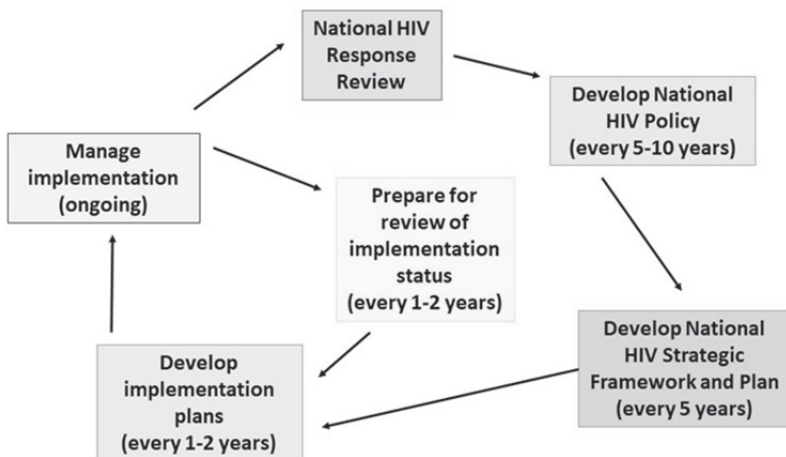 National HIV
Response
Review
Develop National
HIV Policy
(every 5-10 years)
Manage
implementation
(ongoing)
Prepare for
review of
implementation
status
(every 1-2 years)
Develop National
HIV Strategic
Framework and Plan
(every 5 years)
Develop
implementation
plans
(every 1-2 years)